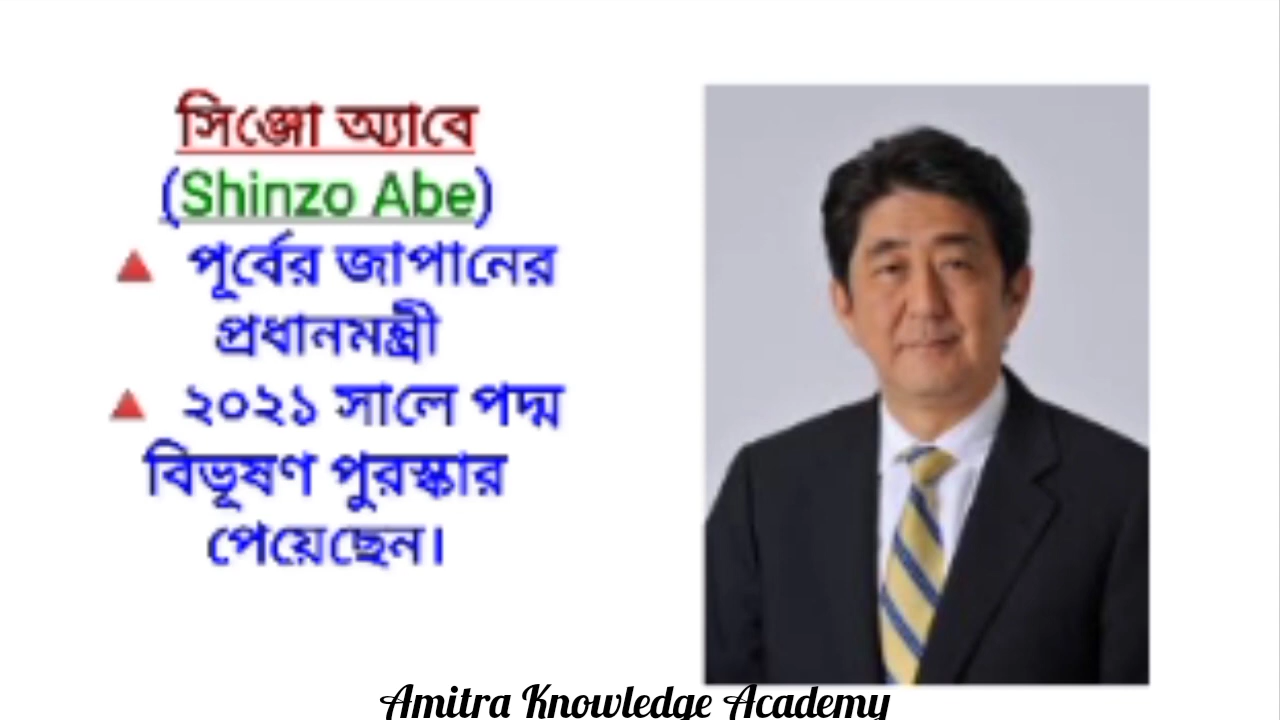 সিঞ্জো অ্যাবে
(Shinzo Abe)
🔺 পূর্বের জাপানের
প্রধানমন্ত্রী
🔺 ২০২১ সালে পদ্ম
বিভূষণ পুরস্কার
পেয়েছেন।
Amitra Knowledge Academy